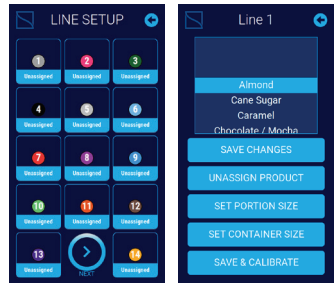 LINE SETUP
1 2 3
Unassigned Unassigned Unassigned
4 5 6
Unassigned Unassigned Unassigned
7 8 9
Unassigned Unassigned Unassigned
10 11 12
Unassigned Unassigned Unassigned
13 14
Unassigned NEXT Unassigned
Line 1
Almond
Cane Sugar
Caramel
Chocolate / Mocha
SAVE CHANGES
UNASSIGN PRODUCT
SET PORTION SIZE
SET CONTAINER SIZE
SAVE & CALIBRATE